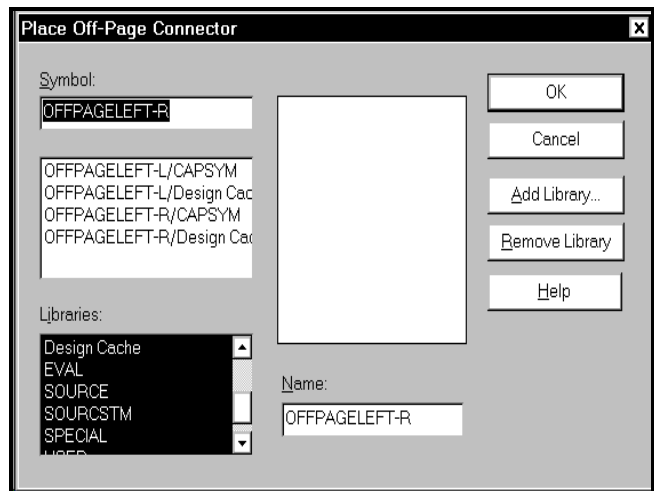 Place Off-Page Connector
Symbol:
OFFPAGELEFT-R
OFFPAGELEFT-L/CAPSYM
OFFPAGELEFT-L/Design Cac
OFFPAGELEFT-R/CAPSYM
OFFPAGELEFT-R/Design Cac
Libraries:
Design Cache
EVAL
SOURCE
SOURCSTM
SPECIAL
Name:
OFFPAGELEFT-R
OK
Cancel
Add Library...
Remove Library
Help